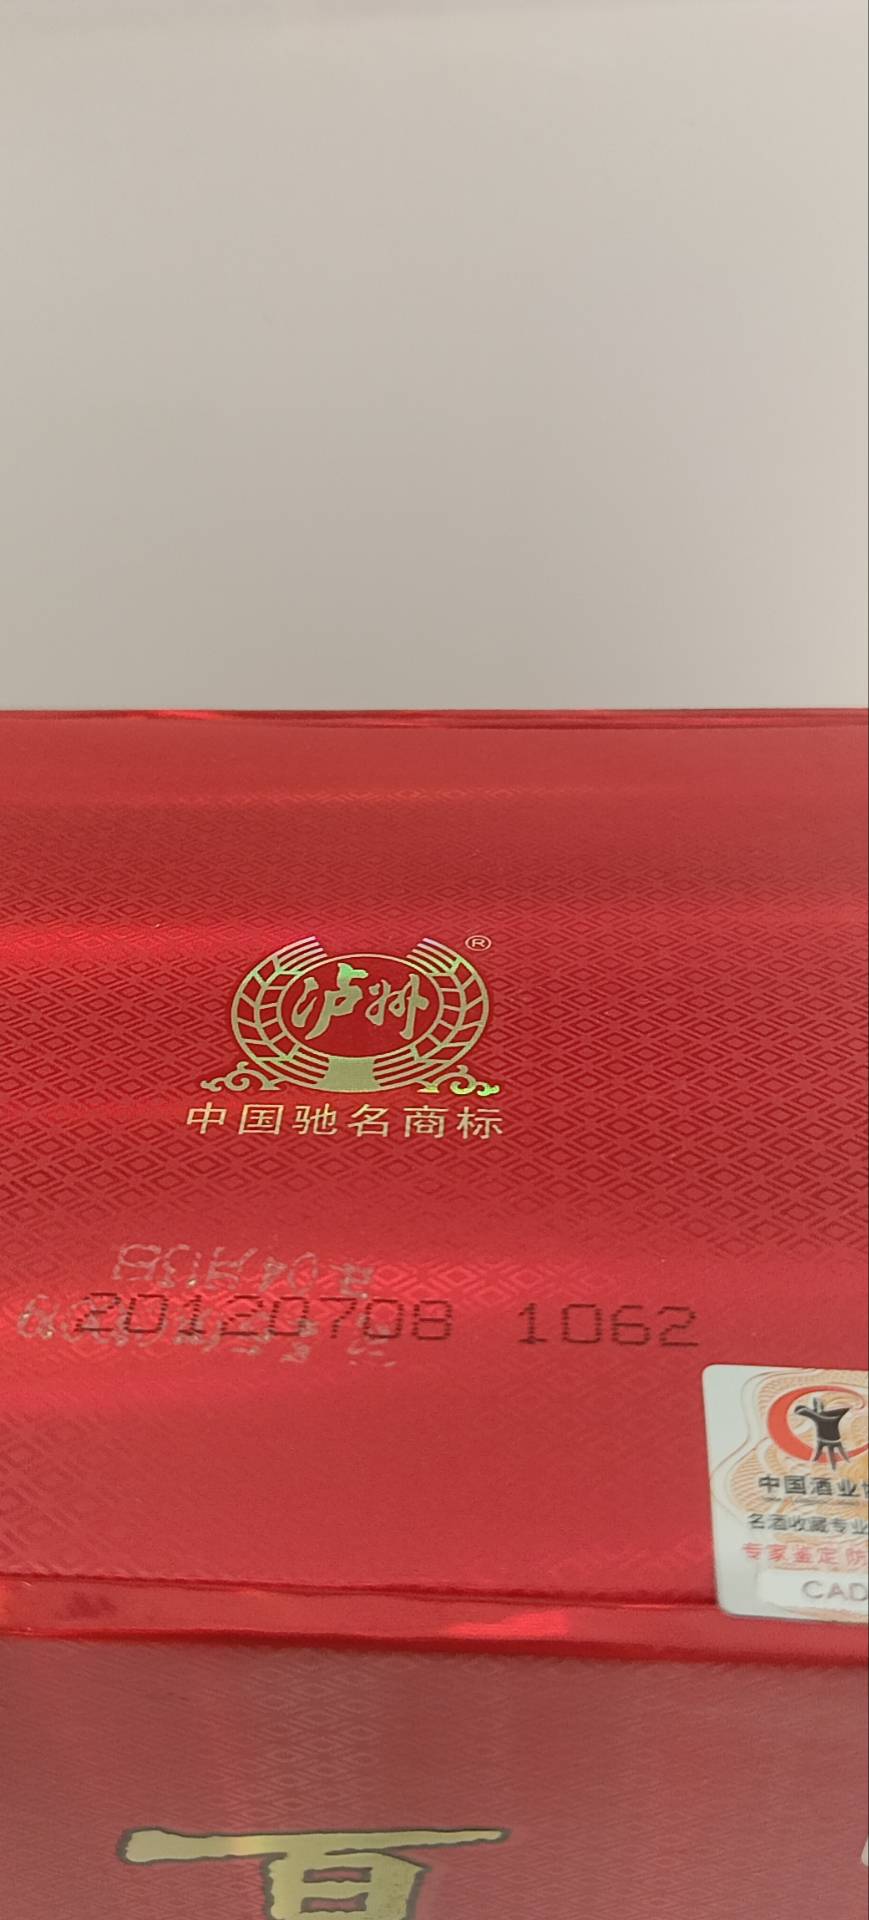 泸州
®
中国驰名商标
20120708 1062
中国酒业
名酒收藏专业
专家鉴定防
CAD
百